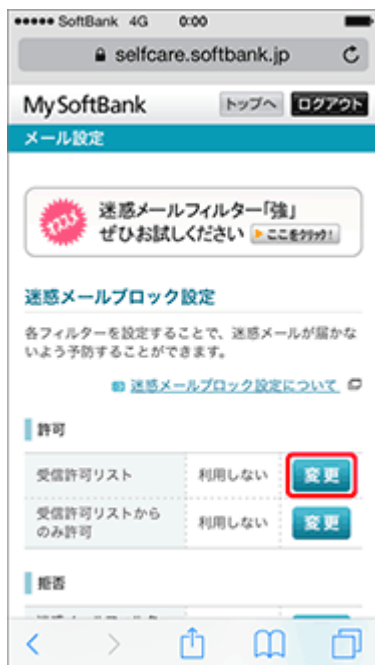 SoftBank 4G 0:00
selfcare.softbank.jp
My SoftBank トップへ ログアウト
メール設定
オススメ 迷惑メールフィルター「強」
ぜひお試しください ここをクリック!
迷惑メールブロック設定
各フィルターを設定することで、迷惑メールが届かな
いよう予防することができます。
迷惑メールブロック設定について
許可
受信許可リスト 利用しない 変更
受信許可リストから
のみ許可 利用しない 変更
拒否